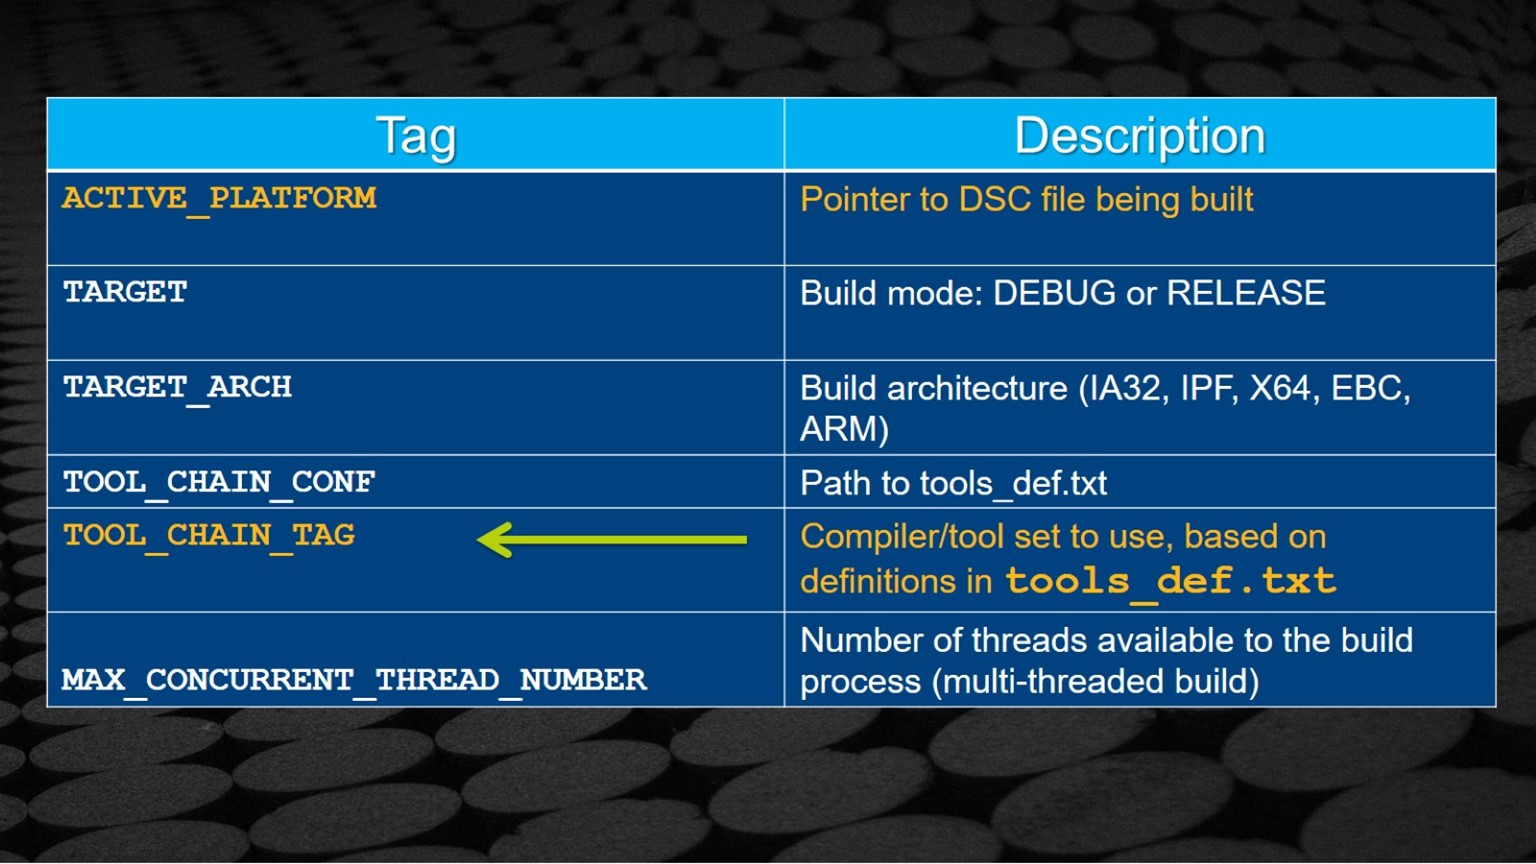 Tag
Description
ACTIVE_PLATFORM
Pointer to DSC file being built
TARGET
Build mode: DEBUG or RELEASE
TARGET_ARCH
Build architecture (IA32, IPF, X64, EBC,
ARM)
TOOL_CHAIN_CONF
Path to tools_def.txt
TOOL_CHAIN_TAG
Compiler/tool set to use, based on
definitions in tools_def.txt
MAX_CONCURRENT_THREAD_NUMBER
Number of threads available to the build
process (multi-threaded build)